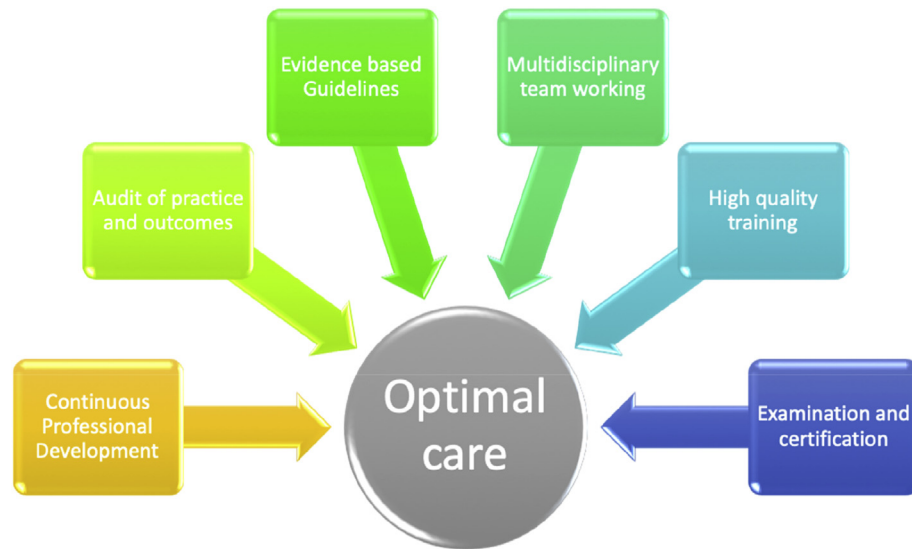 Evidence based
Guidelines
Multidisciplinary
team working
Audit of practice
and outcomes
High quality
training
Continuous
Professional
Development
Optimal
care
Examination and
certification